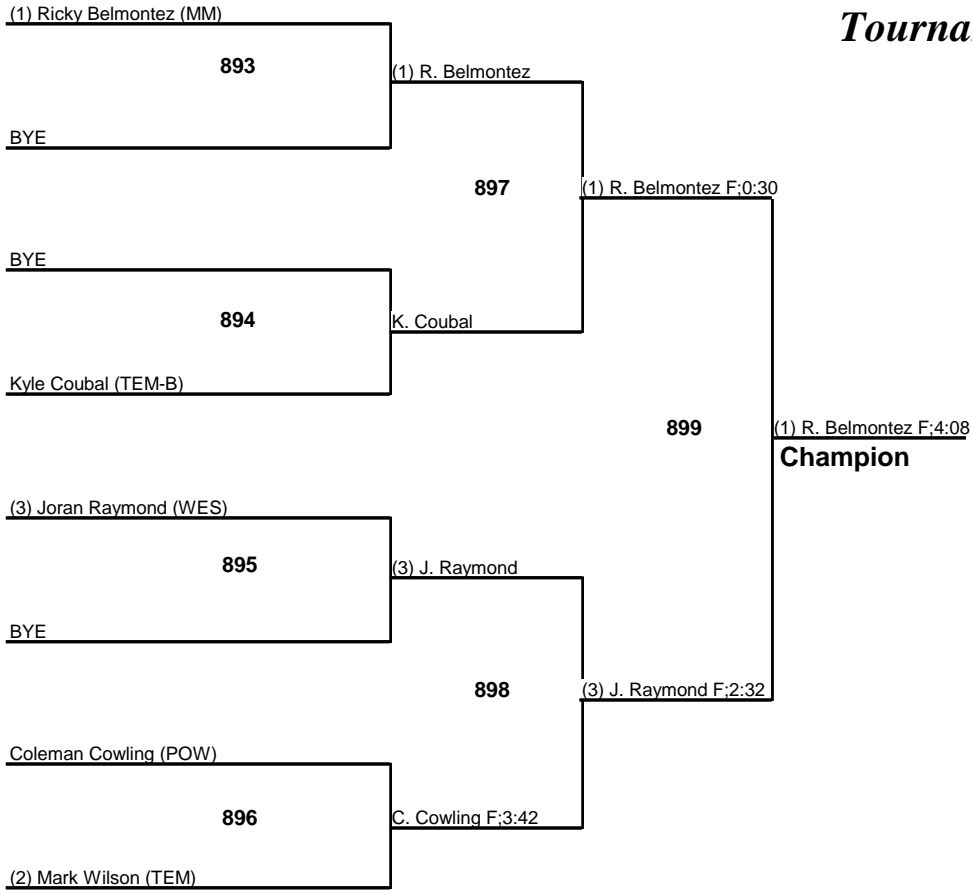 (1) Ricky Belmontez (MM)
893
(1) R. Belmontez
BYE
897
(1) R. Belmontez F;0:30
BYE
894
K. Coubal
Kyle Coubal (TEM-B)
899
(1) R. Belmontez F;4:08
Champion
(3) Joran Raymond (WES)
895
(3) J. Raymond
BYE
898
(3) J. Raymond F;2:32
Coleman Cowling (POW)
896
C. Cowling F;3:42
(2) Mark Wilson (TEM)